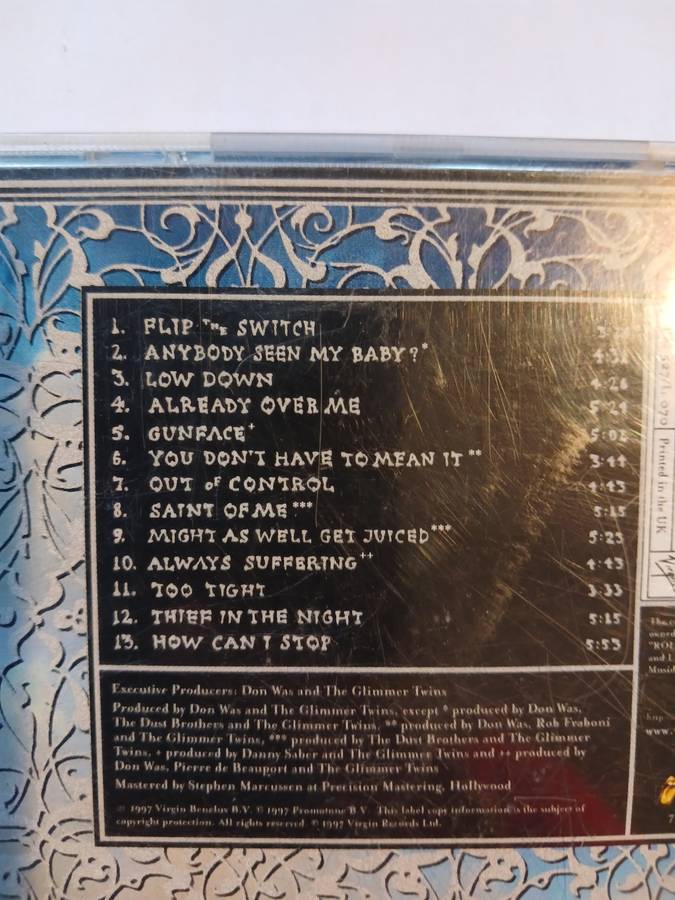 1. FLIP THE SWITCH
2. ANYBODY SEEN MY BABY?* 4:31
3. LOW DOWN 4:26
4. ALREADY OVER ME 5:24
5. GUNFACE+ 5:02
6. YOU DON'T HAVE TO MEAN IT** 3:44
7. OUT OF CONTROL 4:43
8. SAINT OF ME*** 5:15
9. MIGHT AS WELL GET JUICED*** 5:23
10. ALWAYS SUFFERING++ 4:43
11. TOO TIGHT 3:33
12. THIEF IN THE NIGHT 5:15
13. HOW CAN I STOP 5:53
Executive Producers: Don Was and The Glimmer Twins
Produced by Don Was and The Glimmer Twins, except * produced by Don Was,
The Dust Brothers and The Glimmer Twins, ** produced by Don Was, Rob Fraboni
and The Glimmer Twins, *** produced by The Dust Brothers and The Glimmer
Twins, + produced by Danny Saber and The Glimmer Twins and ++ produced by
Don Was, Pierre de Beauport and The Glimmer Twins
Mastered by Stephen Marcussen at Precision Mastering, Hollywood
℗ 1997 Virgin Benelux B.V. © 1997 Promotone B.V. This label copy information is the subject of
copyright protection. All rights reserved. ℗ 1997 Virgin Records Ltd.
Printed in the UK
owned
"ROL
and L
Music
www.
7